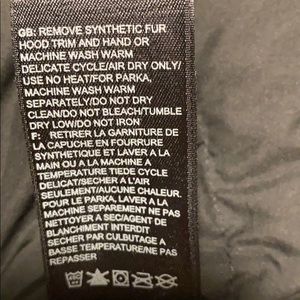 GB: REMOVE SYNTHETIC FUR
HOOD TRIM AND HAND OR
MACHINE WASH WARM
DELICATE CYCLE/AIR DRY ONLY/
USE NO HEAT/FOR PARKA,
MACHINE WASH WARM
SEPARATELY/DO NOT DRY
CLEAN/DO NOT BLEACH/TUMBLE
DRY LOW/DO NOT IRON
F: RETIRER LA GARNITURE DE
LA CAPUCHE EN FOURRURE
SYNTHETIQUE ET LAVER A LA
MAIN OU A LA MACHINE A
TEMPERATURE TIEDE CYCLE
DELICAT/SECHER A L'AIR
SEULEMENT/AUCUNE CHALEUR.
POUR LE PARKA, LAVER A LA
MACHINE SEPAREMENT NE PAS
NETTOYER A SEC/AGENT DE
BLANCHIMENT INTERDIT
SECHER PAR CULBUTAGE A
BASSE TEMPERATURE/NE PAS
REPASSER